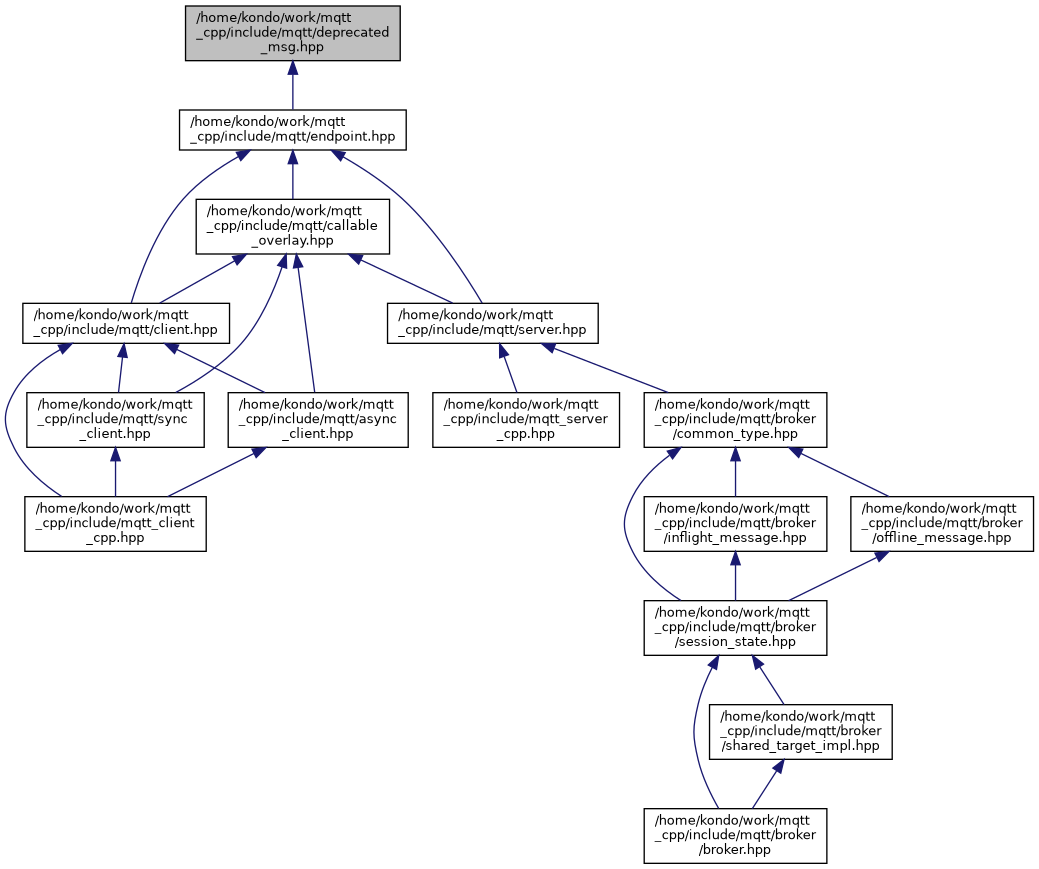 /home/kondo/work/mqtt
_cpp/include/mqtt/deprecated
_msg.hpp
/home/kondo/work/mqtt
_cpp/include/mqtt/endpoint.hpp
/home/kondo/work/mqtt
_cpp/include/mqtt/callable
_overlay.hpp
/home/kondo/work/mqtt
_cpp/include/mqtt/client.hpp
/home/kondo/work/mqtt
_cpp/include/mqtt/server.hpp
/home/kondo/work/mqtt
_cpp/include/mqtt/sync
_client.hpp
/home/kondo/work/mqtt
_cpp/include/mqtt/async
_client.hpp
/home/kondo/work/mqtt
_cpp/include/mqtt_server
_cpp.hpp
/home/kondo/work/mqtt
_cpp/include/mqtt/broker
/common_type.hpp
/home/kondo/work/mqtt
_cpp/include/mqtt_client
_cpp.hpp
/home/kondo/work/mqtt
_cpp/include/mqtt/broker
/inflight_message.hpp
/home/kondo/work/mqtt
_cpp/include/mqtt/broker
/offline_message.hpp
/home/kondo/work/mqtt
_cpp/include/mqtt/broker
/session_state.hpp
/home/kondo/work/mqtt
_cpp/include/mqtt/broker
/shared_target_impl.hpp
/home/kondo/work/mqtt
_cpp/include/mqtt/broker
/broker.hpp